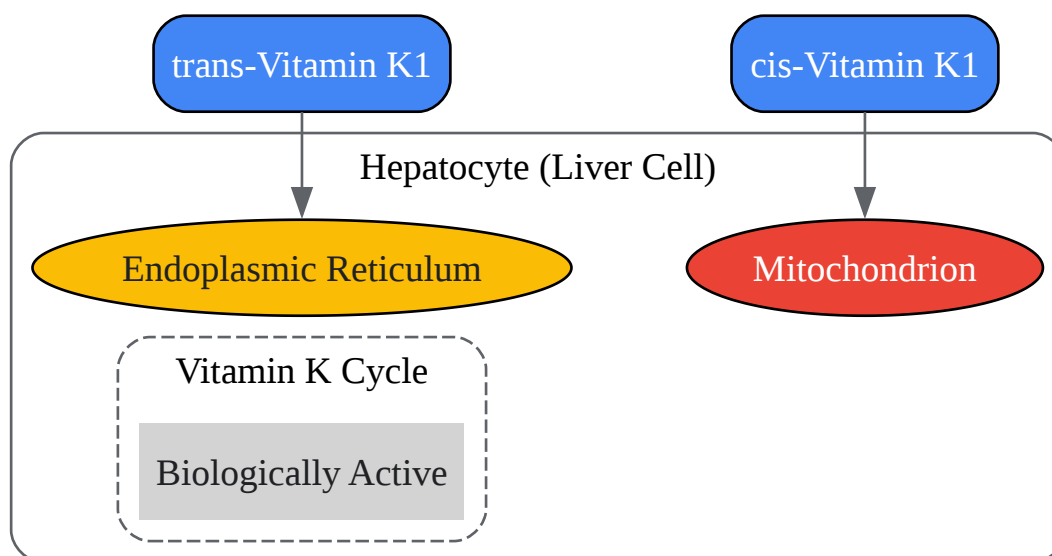 trans-Vitamin K1
cis-Vitamin K1
Hepatocyte (Liver Cell)
Endoplasmic Reticulum
Mitochondrion
Vitamin K Cycle
Biologically Active